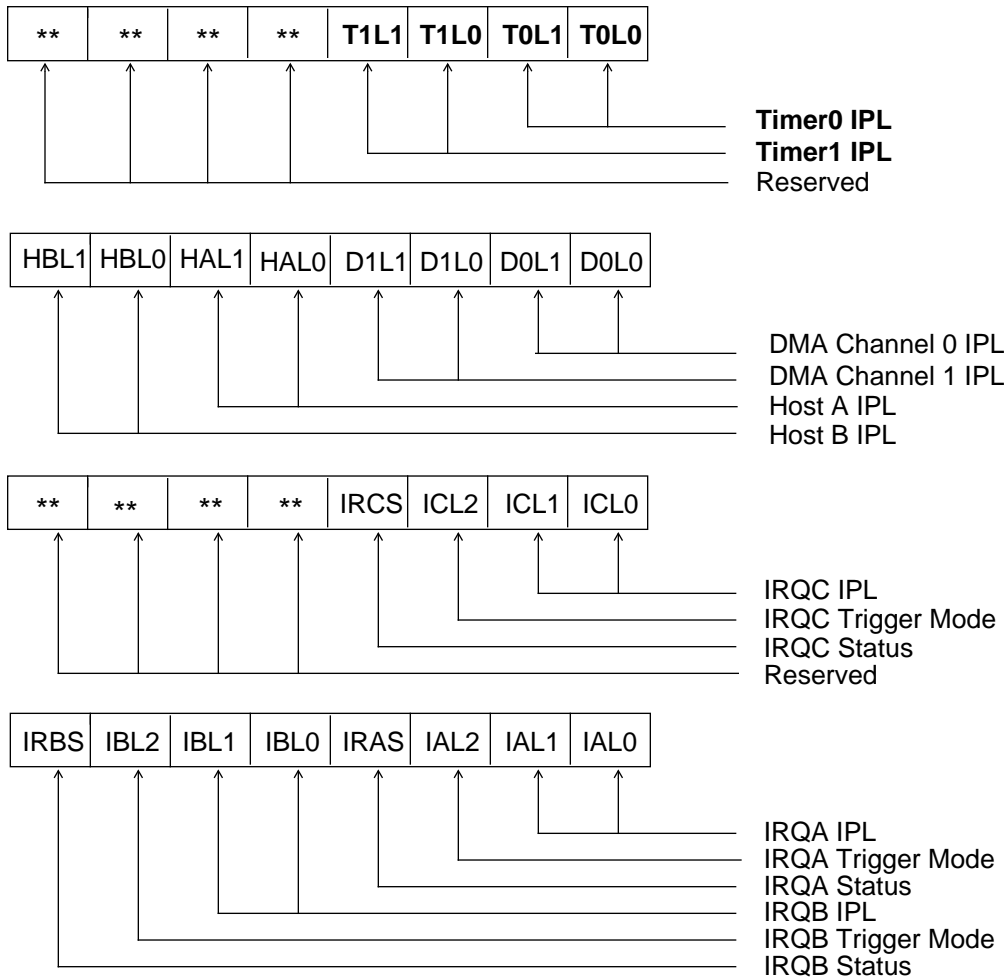 ** ** ** ** T1L1 T1L0 T0L1 T0L0
Timer0 IPL
Timer1 IPL
Reserved
HBL1 HBL0 HAL1 HAL0 D1L1 D1L0 D0L1 D0L0
DMA Channel 0 IPL
DMA Channel 1 IPL
Host A IPL
Host B IPL
** ** ** ** IRCS ICL2 ICL1 ICL0
IRQC IPL
IRQC Trigger Mode
IRQC Status
Reserved
IRBS IBL2 IBL1 IBL0 IRAS IAL2 IAL1 IAL0
IRQA IPL
IRQA Trigger Mode
IRQA Status
IRQB IPL
IRQB Trigger Mode
IRQB Status